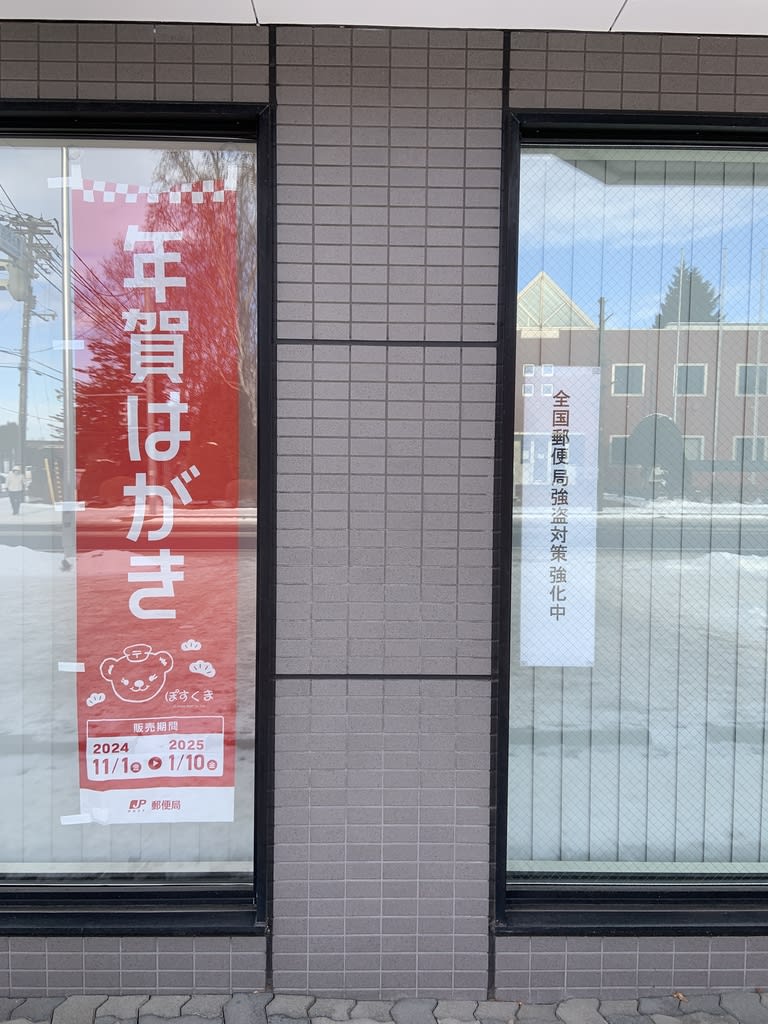 年賀はがき
〒
ぽすくま
販売期間
2024 2025
11/1金 1/10金
JP 郵便局
全国郵便局強盗対策強化中